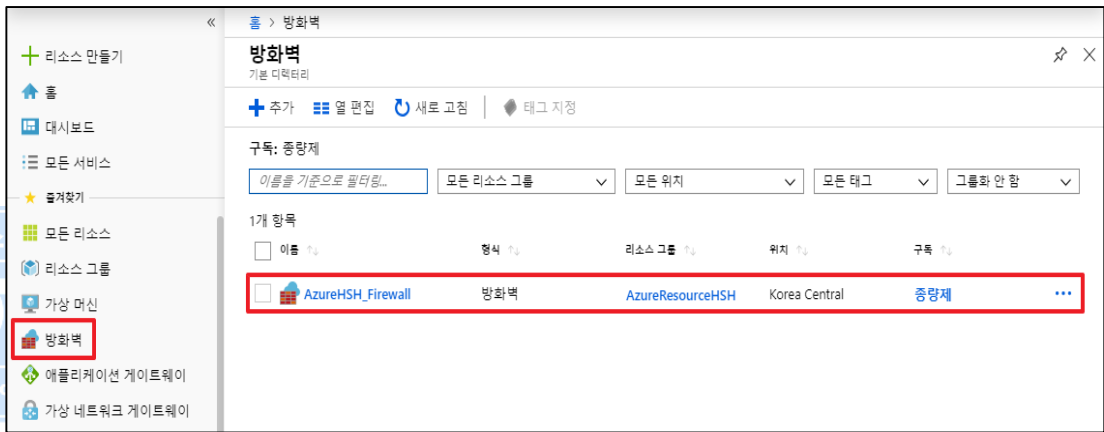 «
리소스 만들기
홈
대시보드
모든 서비스
즐겨찾기
모든 리소스
리소스 그룹
가상 머신
방화벽
애플리케이션 게이트웨이
가상 네트워크 게이트웨이
홈 > 방화벽
방화벽
기본 디렉터리
추가 열 편집 새로 고침 태그 지정
구독: 종량제
이름을 기준으로 필터링... 모든 리소스 그룹 모든 위치 모든 태그 그룹화 안 함
1개 항목
이름 형식 리소스 그룹 위치 구독
AzureHSH_Firewall 방화벽 AzureResourceHSH Korea Central 종량제 ...